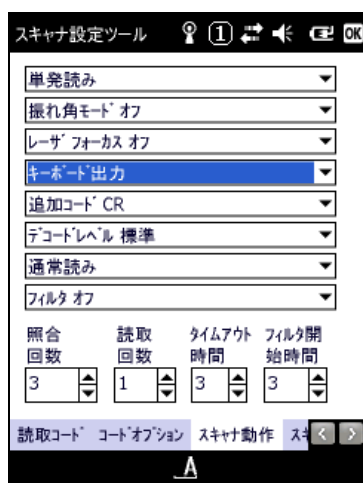 スキャナ設定ツール 1 OK
単発読み
振れ角モード オフ
レーザ フォーカス オフ
キーボード出力
追加コード CR
デコードレベル 標準
通常読み
フィルタ オフ
照合回数 読取回数 タイムアウト時間 フィルタ開始時間
3 1 3 3
読取コード コードオプション スキャナ動作 スキ
A